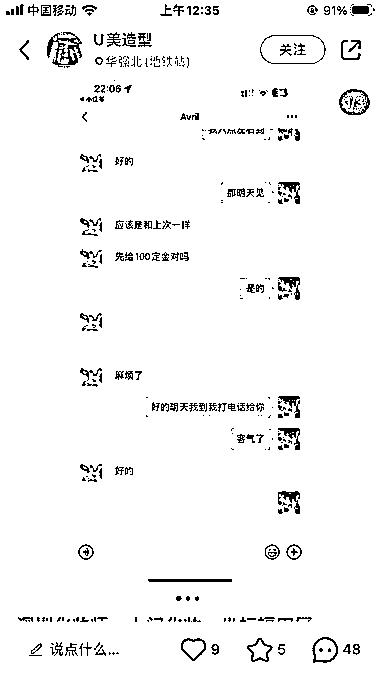 中国移动
上午12:35
91%
U美造型
华强北(地铁站)
关注
22:06
Avril
好的
那明天见
应该是和上次一样
先给100定金对吗
是的
麻烦了
好的明天我到我打电话给你
客气了
好的
说点什么...
9
5
48